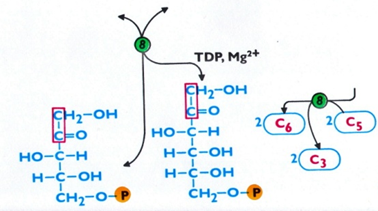 8
TDP, Mg2+
CH2–OH
C=O
HO–C–H
H–C–OH
H–C–OH
CH2–O–P
CH2–OH
C=O
HO–C–H
H–C–OH
CH2–O–P
8
2 C6
2 C5
2 C3